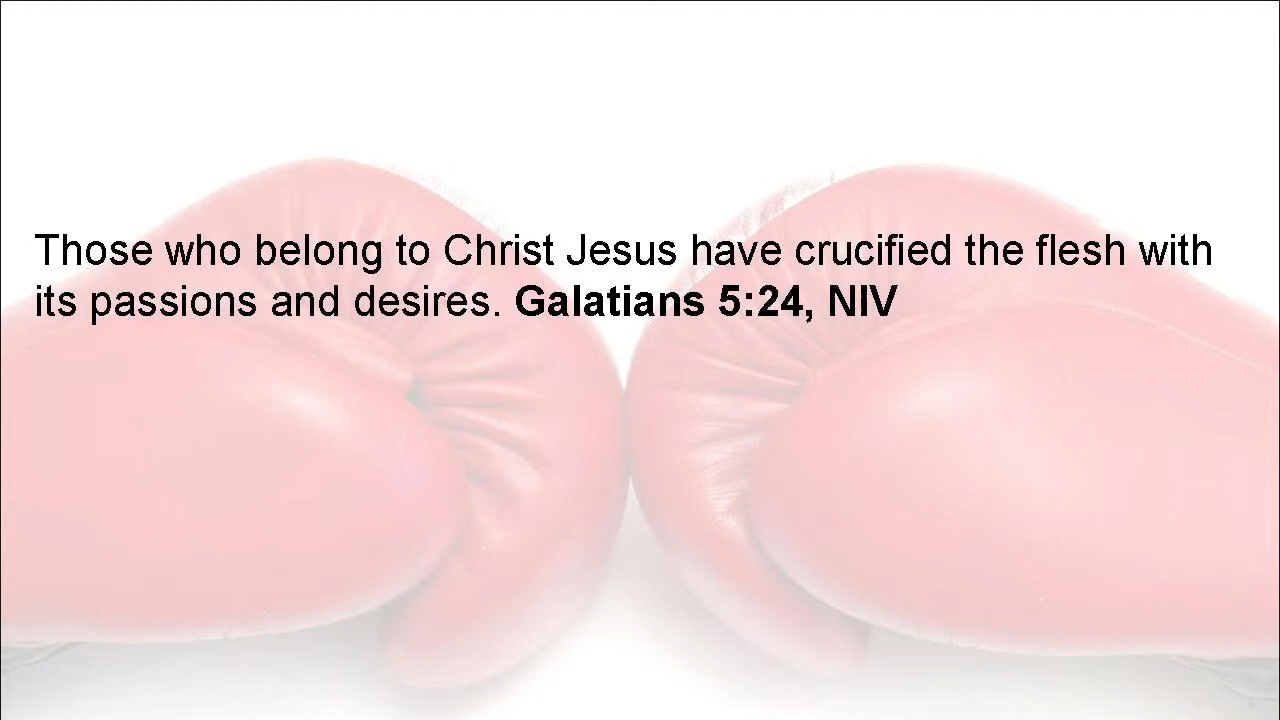 Those who belong to Christ Jesus have crucified the flesh with
its passions and desires. Galatians 5:24, NIV